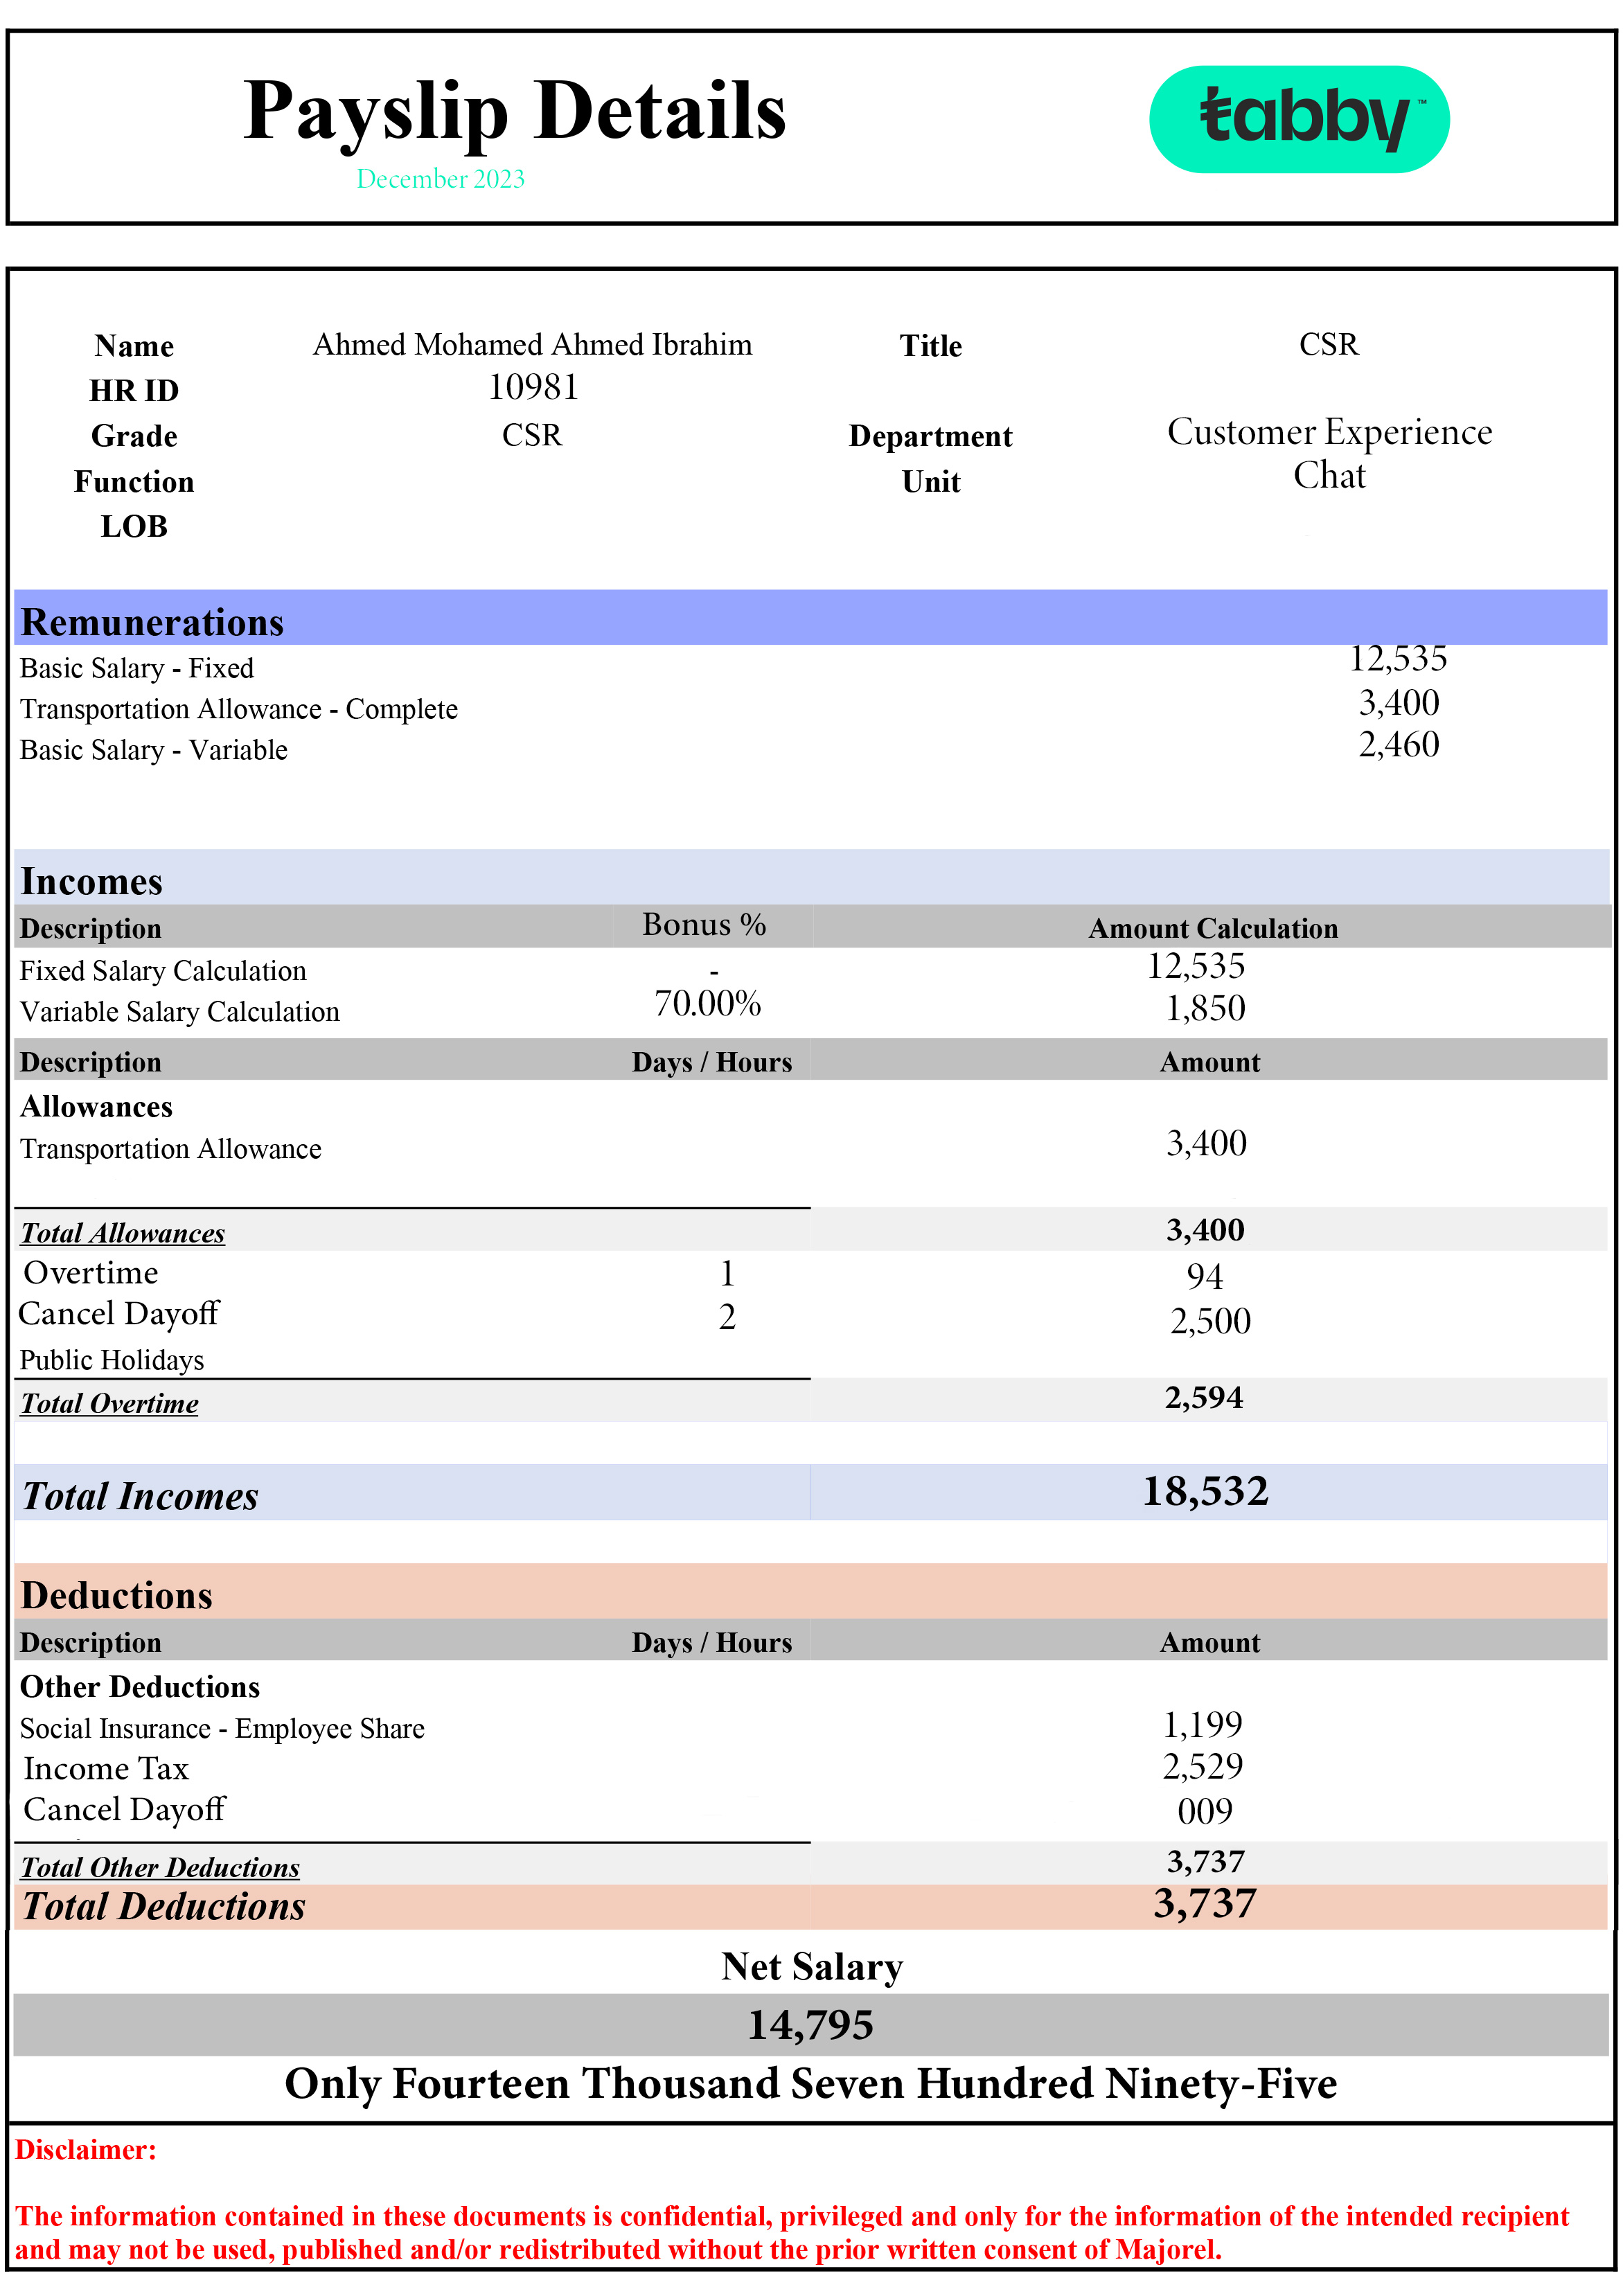 Payslip Details
tabby™
December 2023
Name Ahmed Mohamed Ahmed Ibrahim Title CSR
HR ID 10981
Grade CSR Department Customer Experience
Function Unit Chat
LOB
Remunerations
Basic Salary - Fixed 12,535
Transportation Allowance - Complete 3,400
Basic Salary - Variable 2,460
Incomes
Description Bonus % Amount Calculation
Fixed Salary Calculation - 12,535
Variable Salary Calculation 70.00% 1,850
Description Days / Hours Amount
Allowances
Transportation Allowance 3,400
Total Allowances 3,400
Overtime 1 94
Cancel Dayoff 2 2,500
Public Holidays
Total Overtime 2,594
Total Incomes 18,532
Deductions
Description Days / Hours Amount
Other Deductions
Social Insurance - Employee Share 1,199
Income Tax 2,529
Cancel Dayoff 009
Total Other Deductions 3,737
Total Deductions 3,737
Net Salary
14,795
Only Fourteen Thousand Seven Hundred Ninety-Five
Disclaimer:
The information contained in these documents is confidential, privileged and only for the information of the intended recipient
and may not be used, published and/or redistributed without the prior written consent of Majorel.